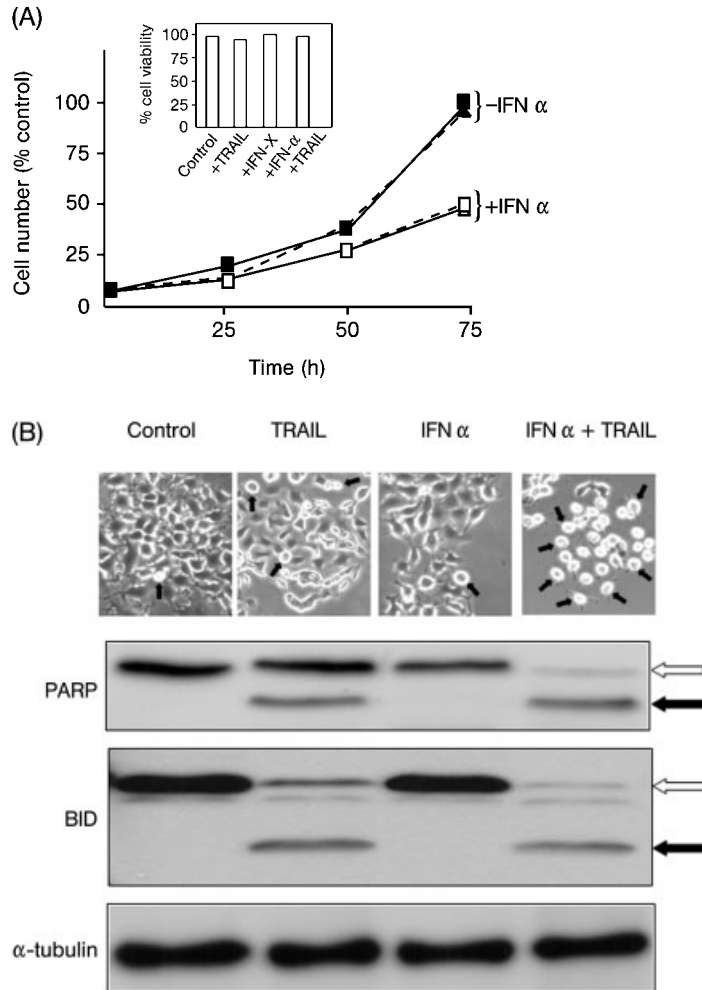 (A)
% cell viability
100
75
50
25
0
Control
+TRAIL
+IFN-X
+IFN-α
+TRAIL
Cell number (% control)
100
50
25
0
25
50
75
Time (h)
−IFN α
+IFN α
(B)
Control
TRAIL
IFN α
IFN α + TRAIL
PARP
BID
α-tubulin